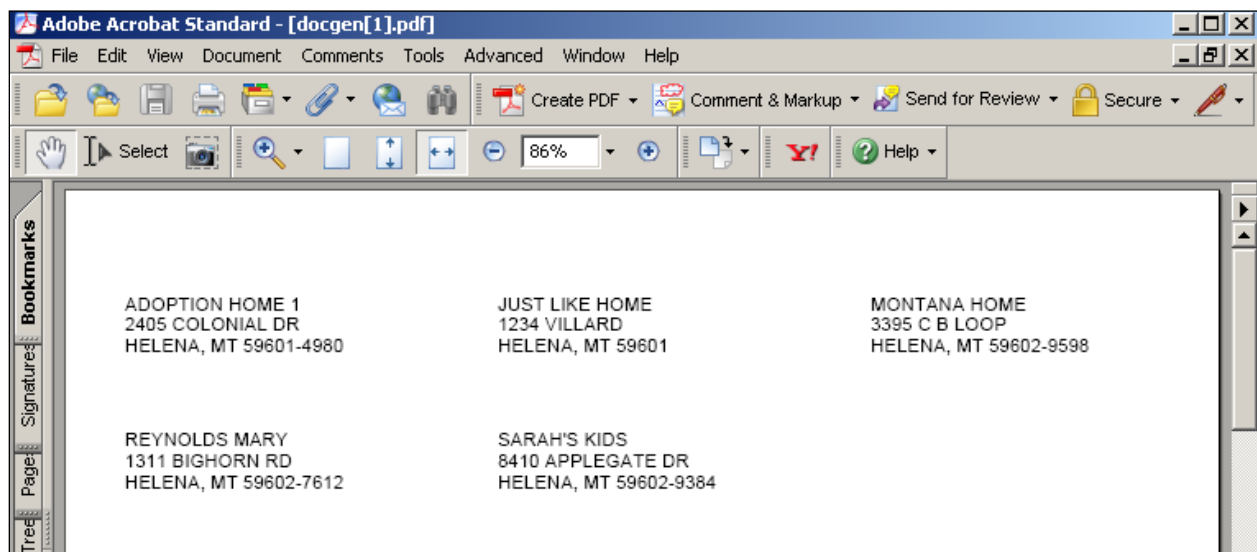 Adobe Acrobat Standard - [docgen[1].pdf]
File Edit View Document Comments Tools Advanced Window Help
Create PDF Comment & Markup Send for Review Secure
Select 86% Y! Help
Bookmarks
Signatures
Pages
ADOPTION HOME 1
2405 COLONIAL DR
HELENA, MT 59601-4980
JUST LIKE HOME
1234 VILLARD
HELENA, MT 59601
MONTANA HOME
3395 C B LOOP
HELENA, MT 59602-9598
REYNOLDS MARY
1311 BIGHORN RD
HELENA, MT 59602-7612
SARAH'S KIDS
8410 APPLEGATE DR
HELENA, MT 59602-9384